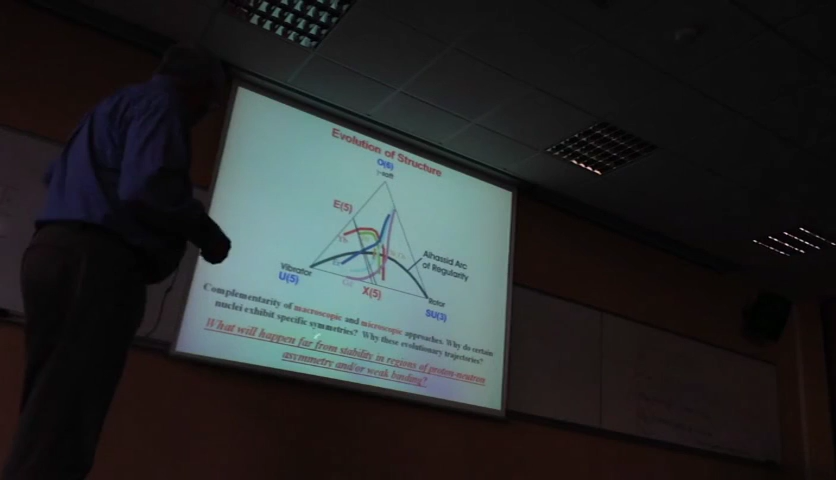 Evolution of Structure
O(6)
γ-soft
E(5)
Alhassid Arc
of Regularity
Vibrator
U(5)
X(5)
Rotor
SU(3)
Complementarity of macroscopic and microscopic approaches. Why do certain
nuclei exhibit specific symmetries? Why these evolutionary trajectories?
What will happen far from stability in regions of proton-neutron
asymmetry and/or weak binding?